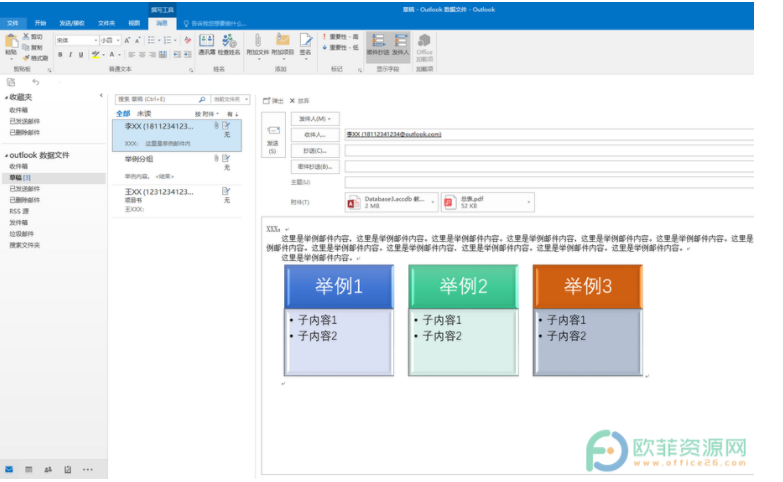 撰写工具
草稿 - Outlook 数据文件 - Outlook
文件 开始 发送/接收 文件夹 视图 消息 告诉我您想要做什么...
粘贴 剪切 复制 格式刷
宋体 小四
B I U
通讯簿 检查姓名 附加文件 附加项目 签名
重要性 - 高
重要性 - 低
密件抄送 发件人 Office 加载项
剪贴板 普通文本 姓名 添加 标记 显示字段 加载项
收藏夹
收件箱
已发送邮件
已删除邮件
outlook 数据文件
收件箱
草稿 [3]
已发送邮件
已删除邮件
RSS 源
发件箱
垃圾邮件
搜索文件夹
搜索 草稿 (Ctrl+E) 当前文件夹
全部 未读 按 附件 有 ↓
李XX (1811234123...
无
XXX: 这里是举例邮件内
举例分组
无
举例内容。 <结尾>
王XX (1231234123...
项目书 无
王XXX:
弹出 放弃
发送
(S)
发件人(M)
收件人... 李XX (18112341234@outlook.com)
抄送(C)...
密件抄送(B)...
主题(U)
附件(T) Database3.accdb 数...
2 MB
总表.pdf
52 KB
XXX:
这里是举例邮件内容、这里是举例邮件内容。这里是举例邮件内容。这里是举例邮件内容、这里是举例邮件内容。这里是举例邮件内容。这里是
例邮件内容。这里是举例邮件内容。这里是举例邮件内容、这里是举例邮件内容。这里是举例邮件内容。这里是举例邮件内容。
这里是举例邮件内容。
举例1 举例2 举例3
• 子内容1 • 子内容1 • 子内容1
• 子内容2 • 子内容2 • 子内容2
欧菲资源网
www.office26.com